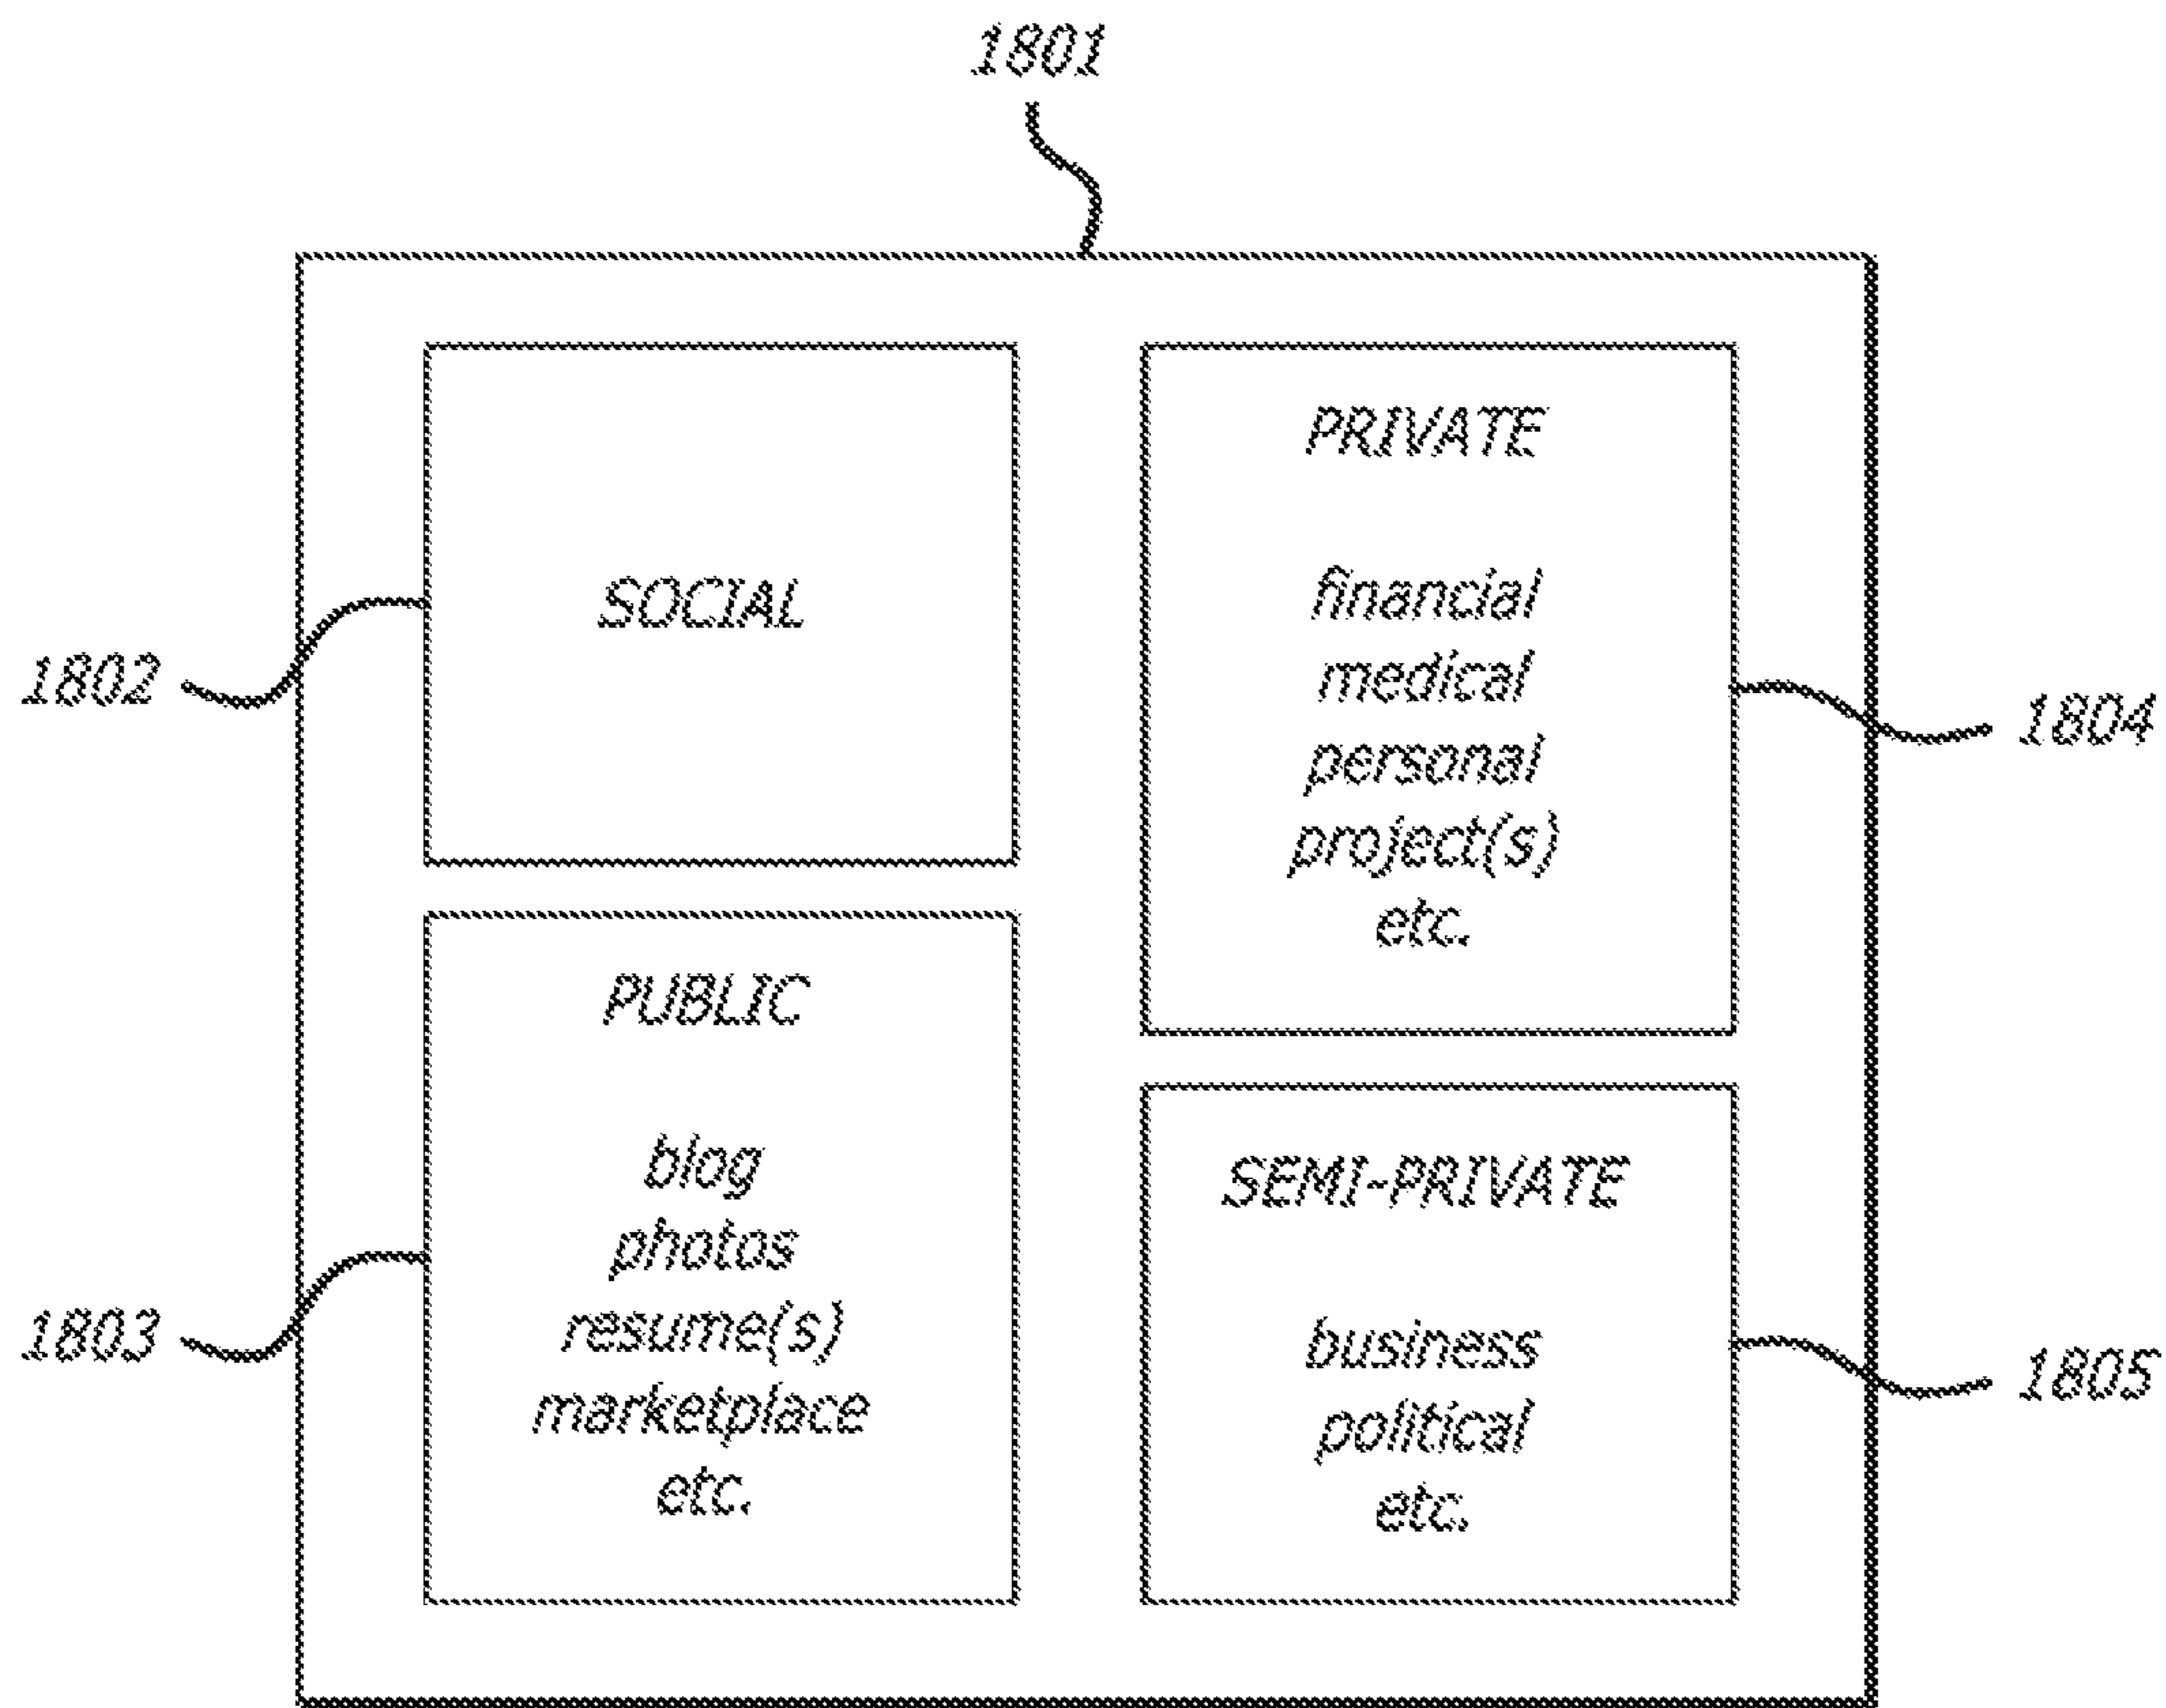 1801
SOCIAL
1802
PUBLIC
blog
photos
resume(s)
marketplace
etc.
1803
PRIVATE
financial
medical
personal
project(s)
etc.
1804
SEMI-PRIVATE
business
political
etc.
1805